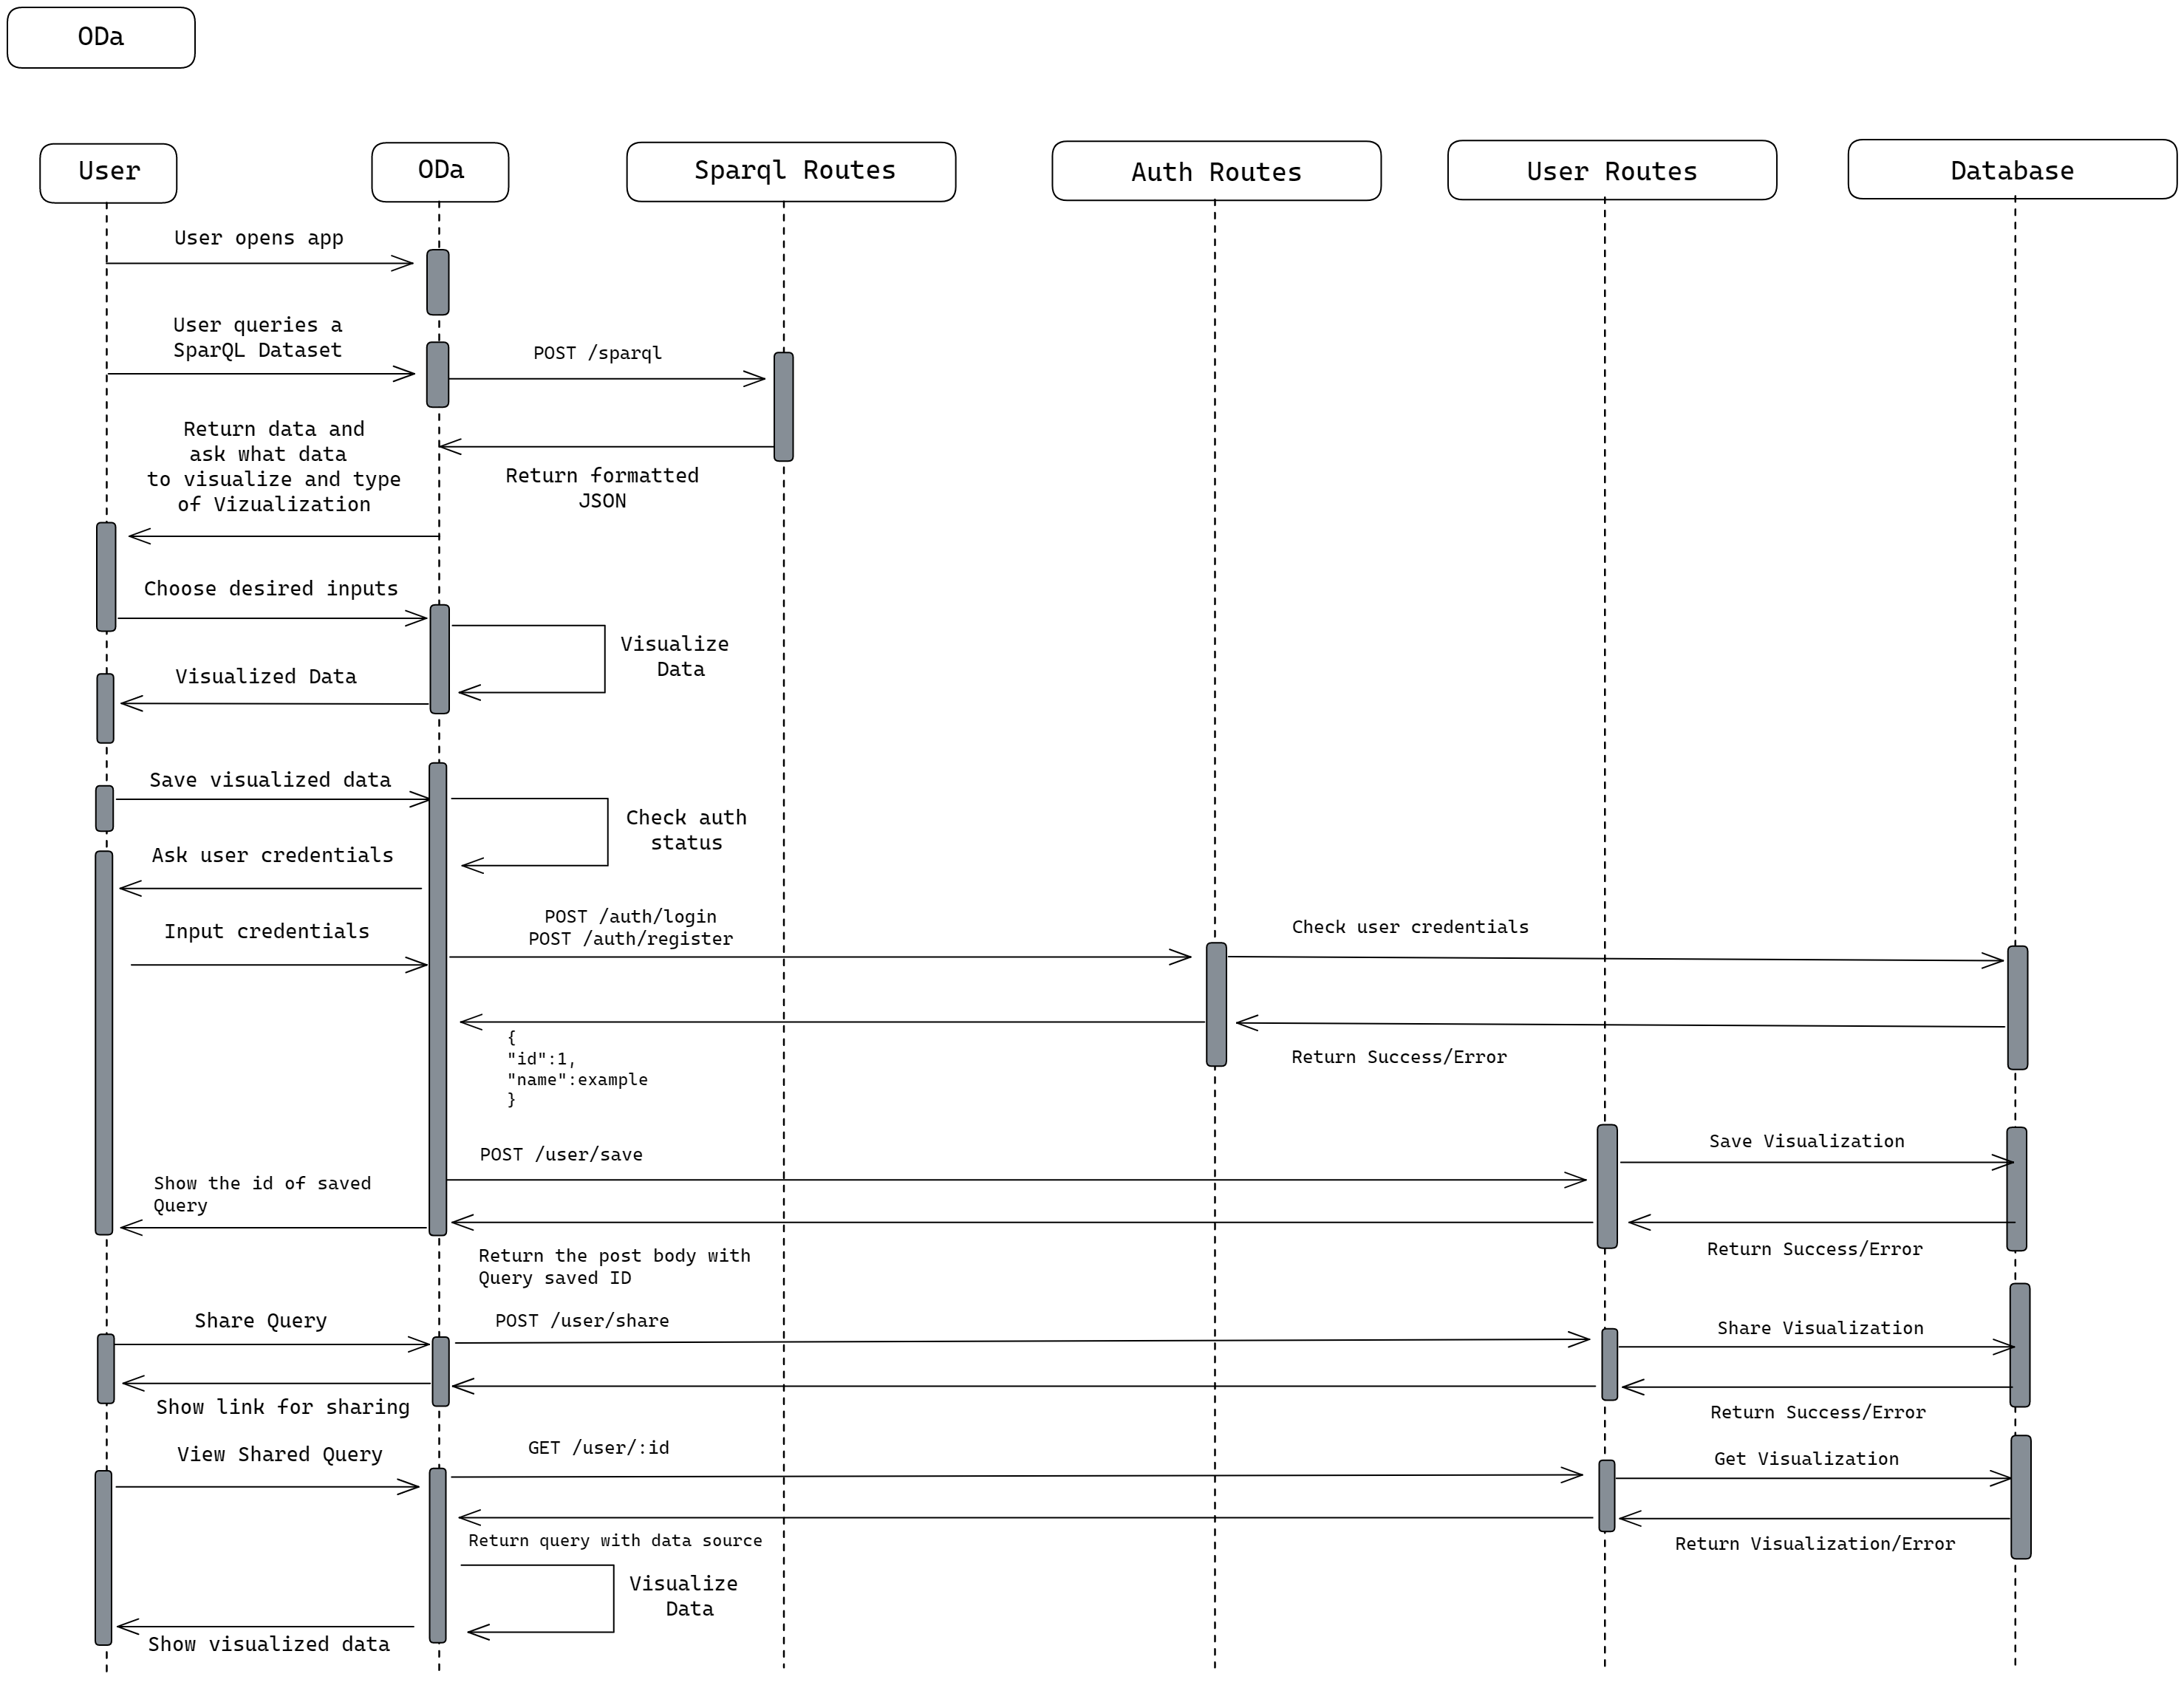 ODa
User
ODa
Sparql Routes
Auth Routes
User Routes
Database
User opens app
User queries a
SparQL Dataset
POST /sparql
Return data and
ask what data
to visualize and type
of Vizualization
Return formatted
JSON
Choose desired inputs
Visualize
Data
Visualized Data
Save visualized data
Check auth
status
Ask user credentials
Input credentials
POST /auth/login
POST /auth/register
Check user credentials
{
"id":1,
"name":example
}
Return Success/Error
POST /user/save
Save Visualization
Show the id of saved
Query
Return the post body with
Query saved ID
Return Success/Error
Share Query
POST /user/share
Share Visualization
Show link for sharing
Return Success/Error
View Shared Query
GET /user/:id
Get Visualization
Return query with data source
Return Visualization/Error
Visualize
Data
Show visualized data